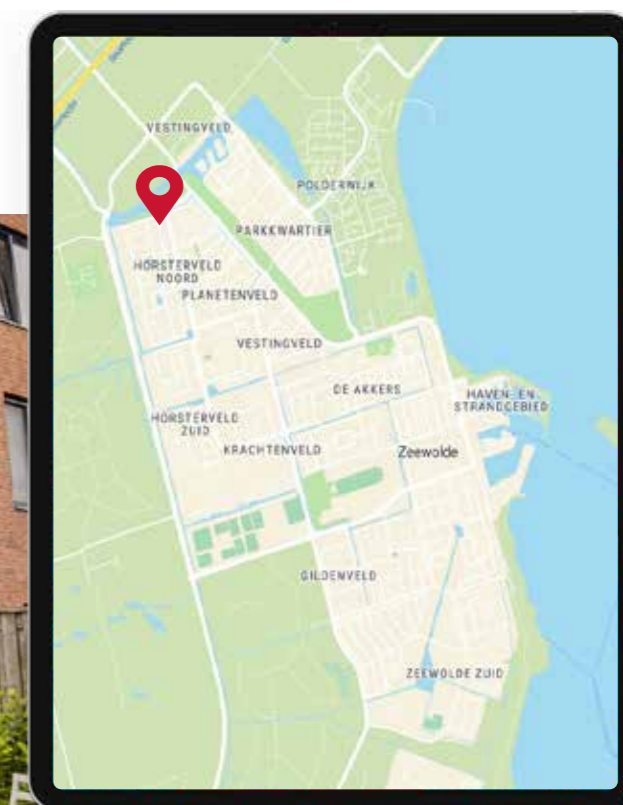 VESTINGVELD
POLDERWIJK
PARKKWARTIER
HORSTERVELD
NOORD
PLANETENVELD
VESTINGVELD
DE AKKERS
HAVEN- EN
STRANDGEBIED
HORSTERVELD
ZUID
KRACHTENVELD
Zeewolde
GILDENVELD
ZEEWOLDE ZUID